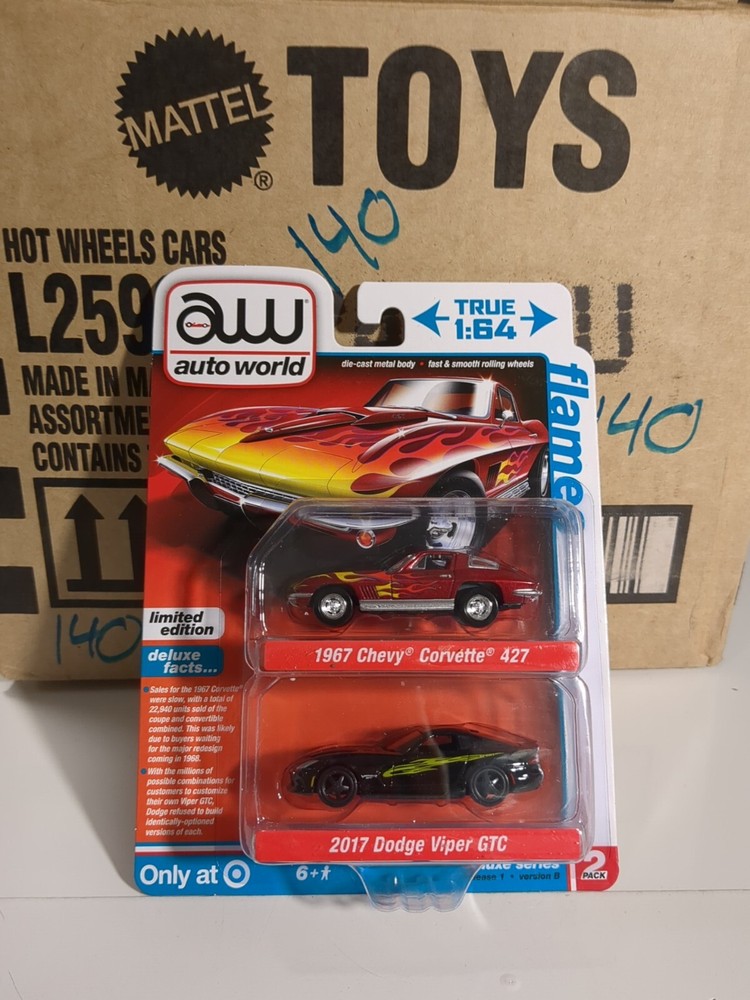 MATTEL
®
TOYS
140
HOT WHEELS CARS
L259
MADE IN M
ASSORTME
CONTAINS
140
140
aw
auto world
TRUE
1:64
die-cast metal body • fast & smooth rolling wheels
flames
limited
edition
deluxe
facts...
1967 Chevy® Corvette® 427
• Sales for the 1967 Corvette®
were slow, with a total of
22,940 units sold of the
coupe and convertible
combined. This was likely
due to buyers waiting
for the major redesign
coming in 1968.
• With the millions of
possible combinations for
customers to customize
their own Viper GTC,
Dodge refused to build
identically-optioned
versions of each.
2017 Dodge Viper GTC
Only at
6+
series
version B
2
PACK